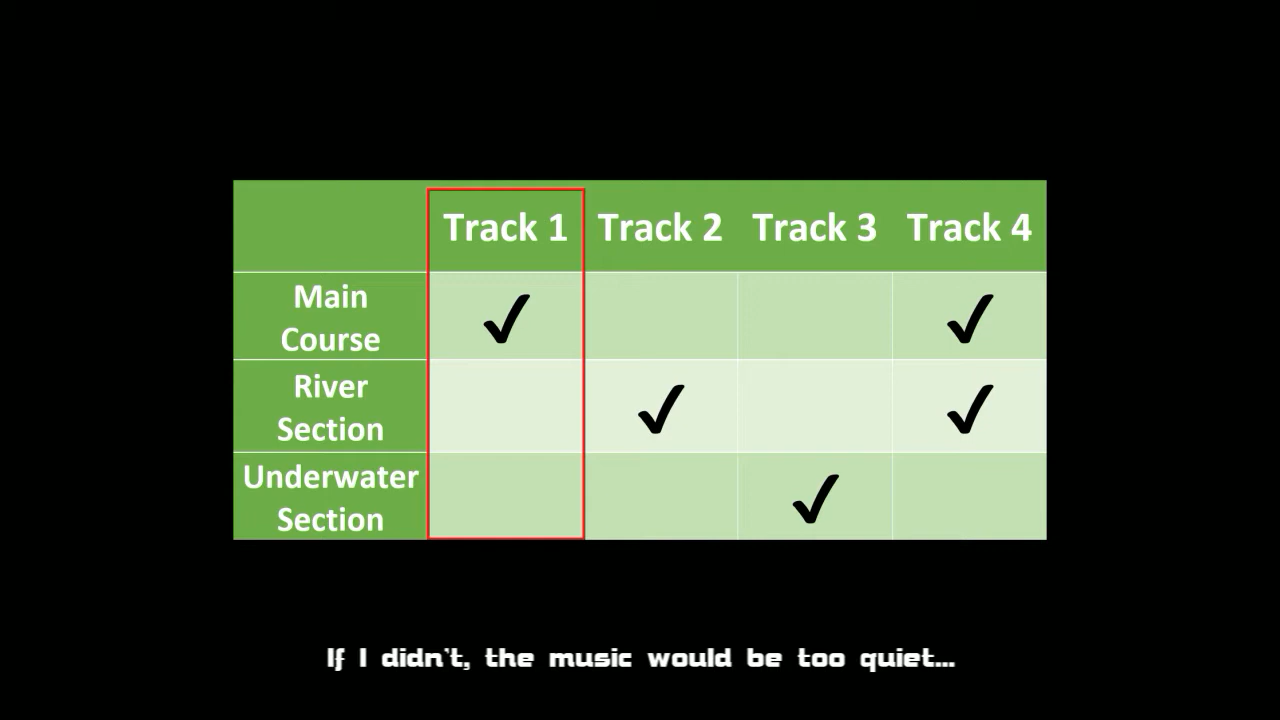 Track 1 Track 2 Track 3 Track 4
Main
Course ✓ ✓
River
Section ✓ ✓
Underwater
Section ✓
If I didn't, the music would be too quiet...